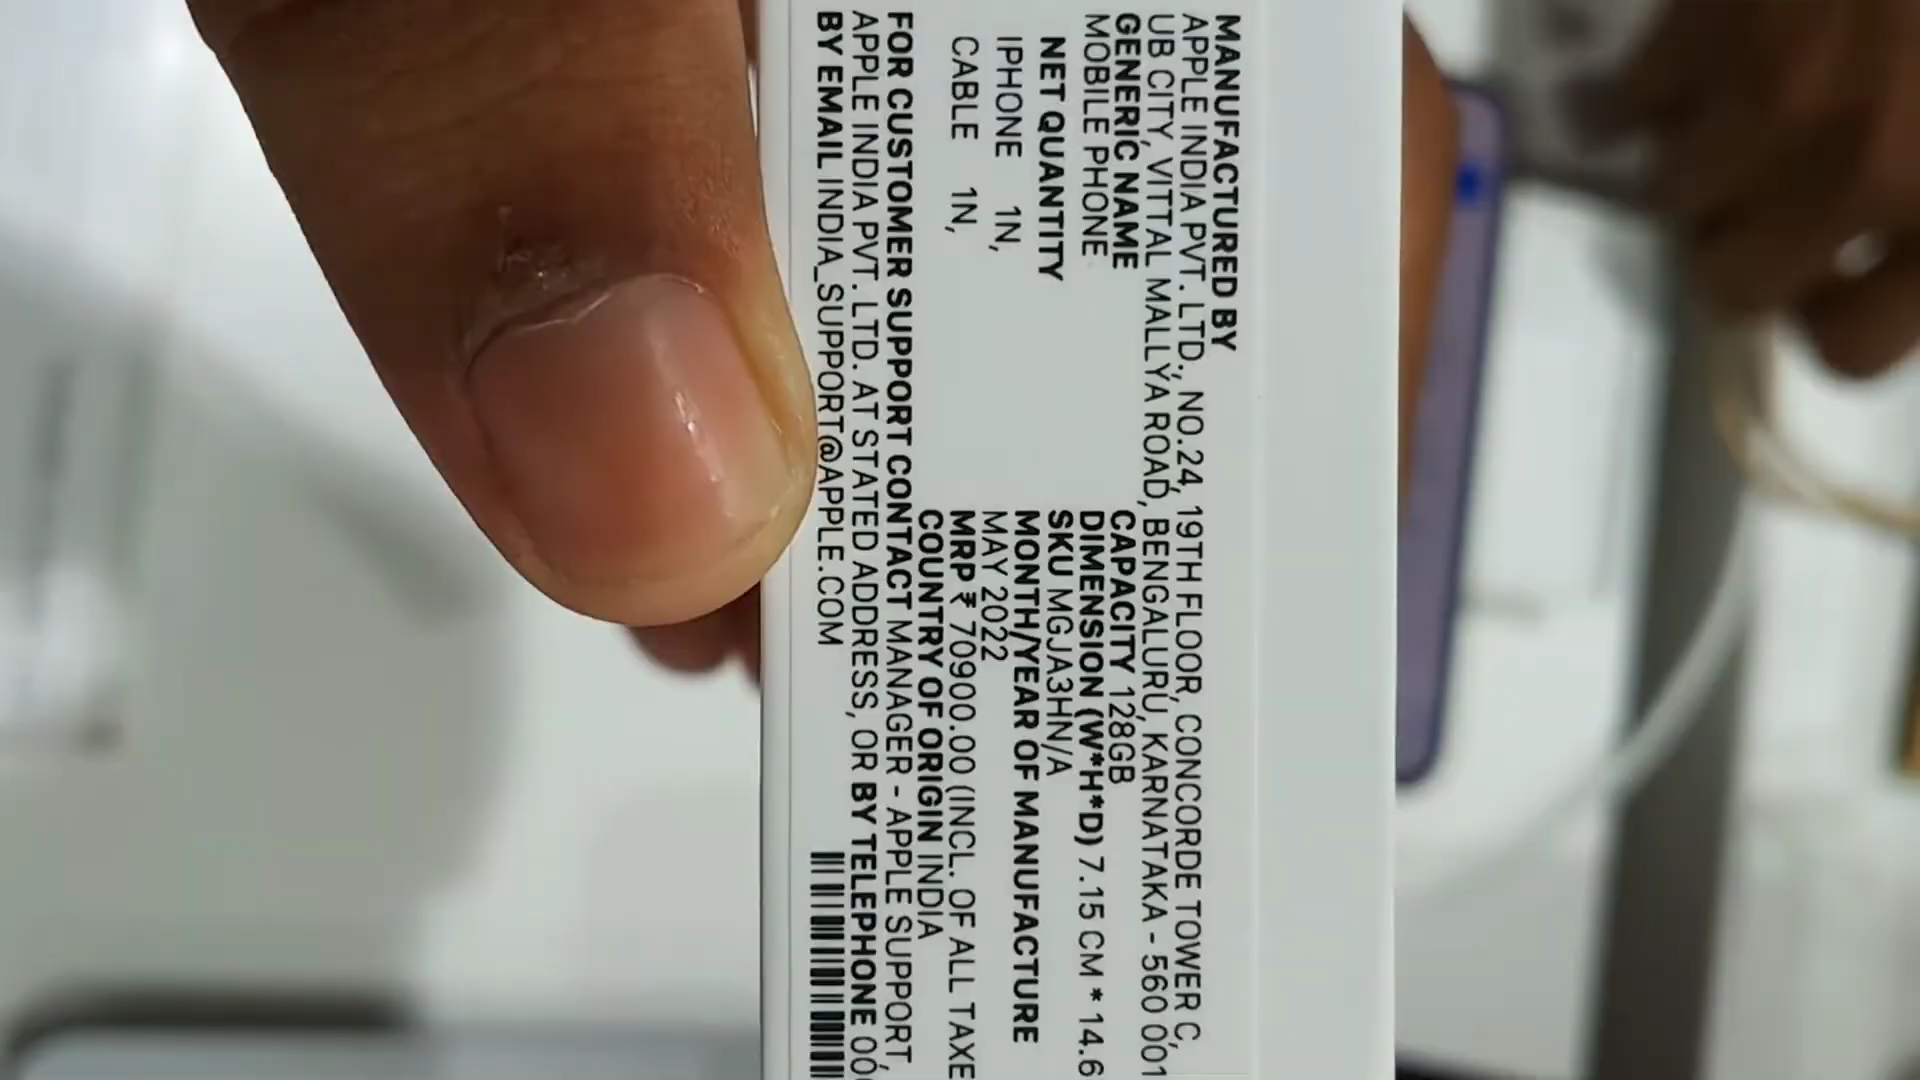 MANUFACTURED BY
APPLE INDIA PVT. LTD., NO.24, 19TH FLOOR, CONCORDE TOWER C,
UB CITY, VITTAL MALLYA ROAD, BENGALURU, KARNATAKA - 560 001
GENERIC NAME
MOBILE PHONE
NET QUANTITY
IPHONE 1N,
CABLE 1N,
CAPACITY 128GB
DIMENSION (W*H*D) 7.15 CM * 14.6
SKU MGJA3HN/A
MONTH/YEAR OF MANUFACTURE
MAY 2022
MRP ₹ 70900.00 (INCL. OF ALL TAXE
COUNTRY OF ORIGIN INDIA
FOR CUSTOMER SUPPORT CONTACT MANAGER - APPLE SUPPORT,
APPLE INDIA PVT. LTD. AT STATED ADDRESS, OR BY TELEPHONE
BY EMAIL INDIA_SUPPORT@APPLE.COM